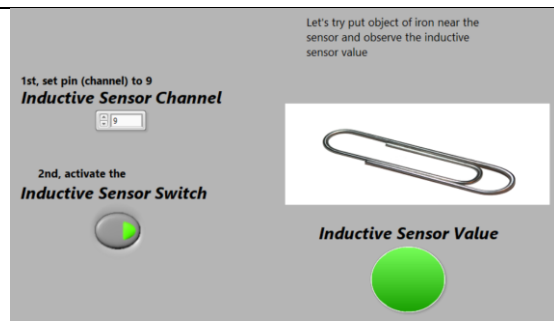 Let's try put object of iron near the
sensor and observe the inductive
sensor value
1st, set pin (channel) to 9
Inductive Sensor Channel
9
2nd, activate the
Inductive Sensor Switch
Inductive Sensor Value